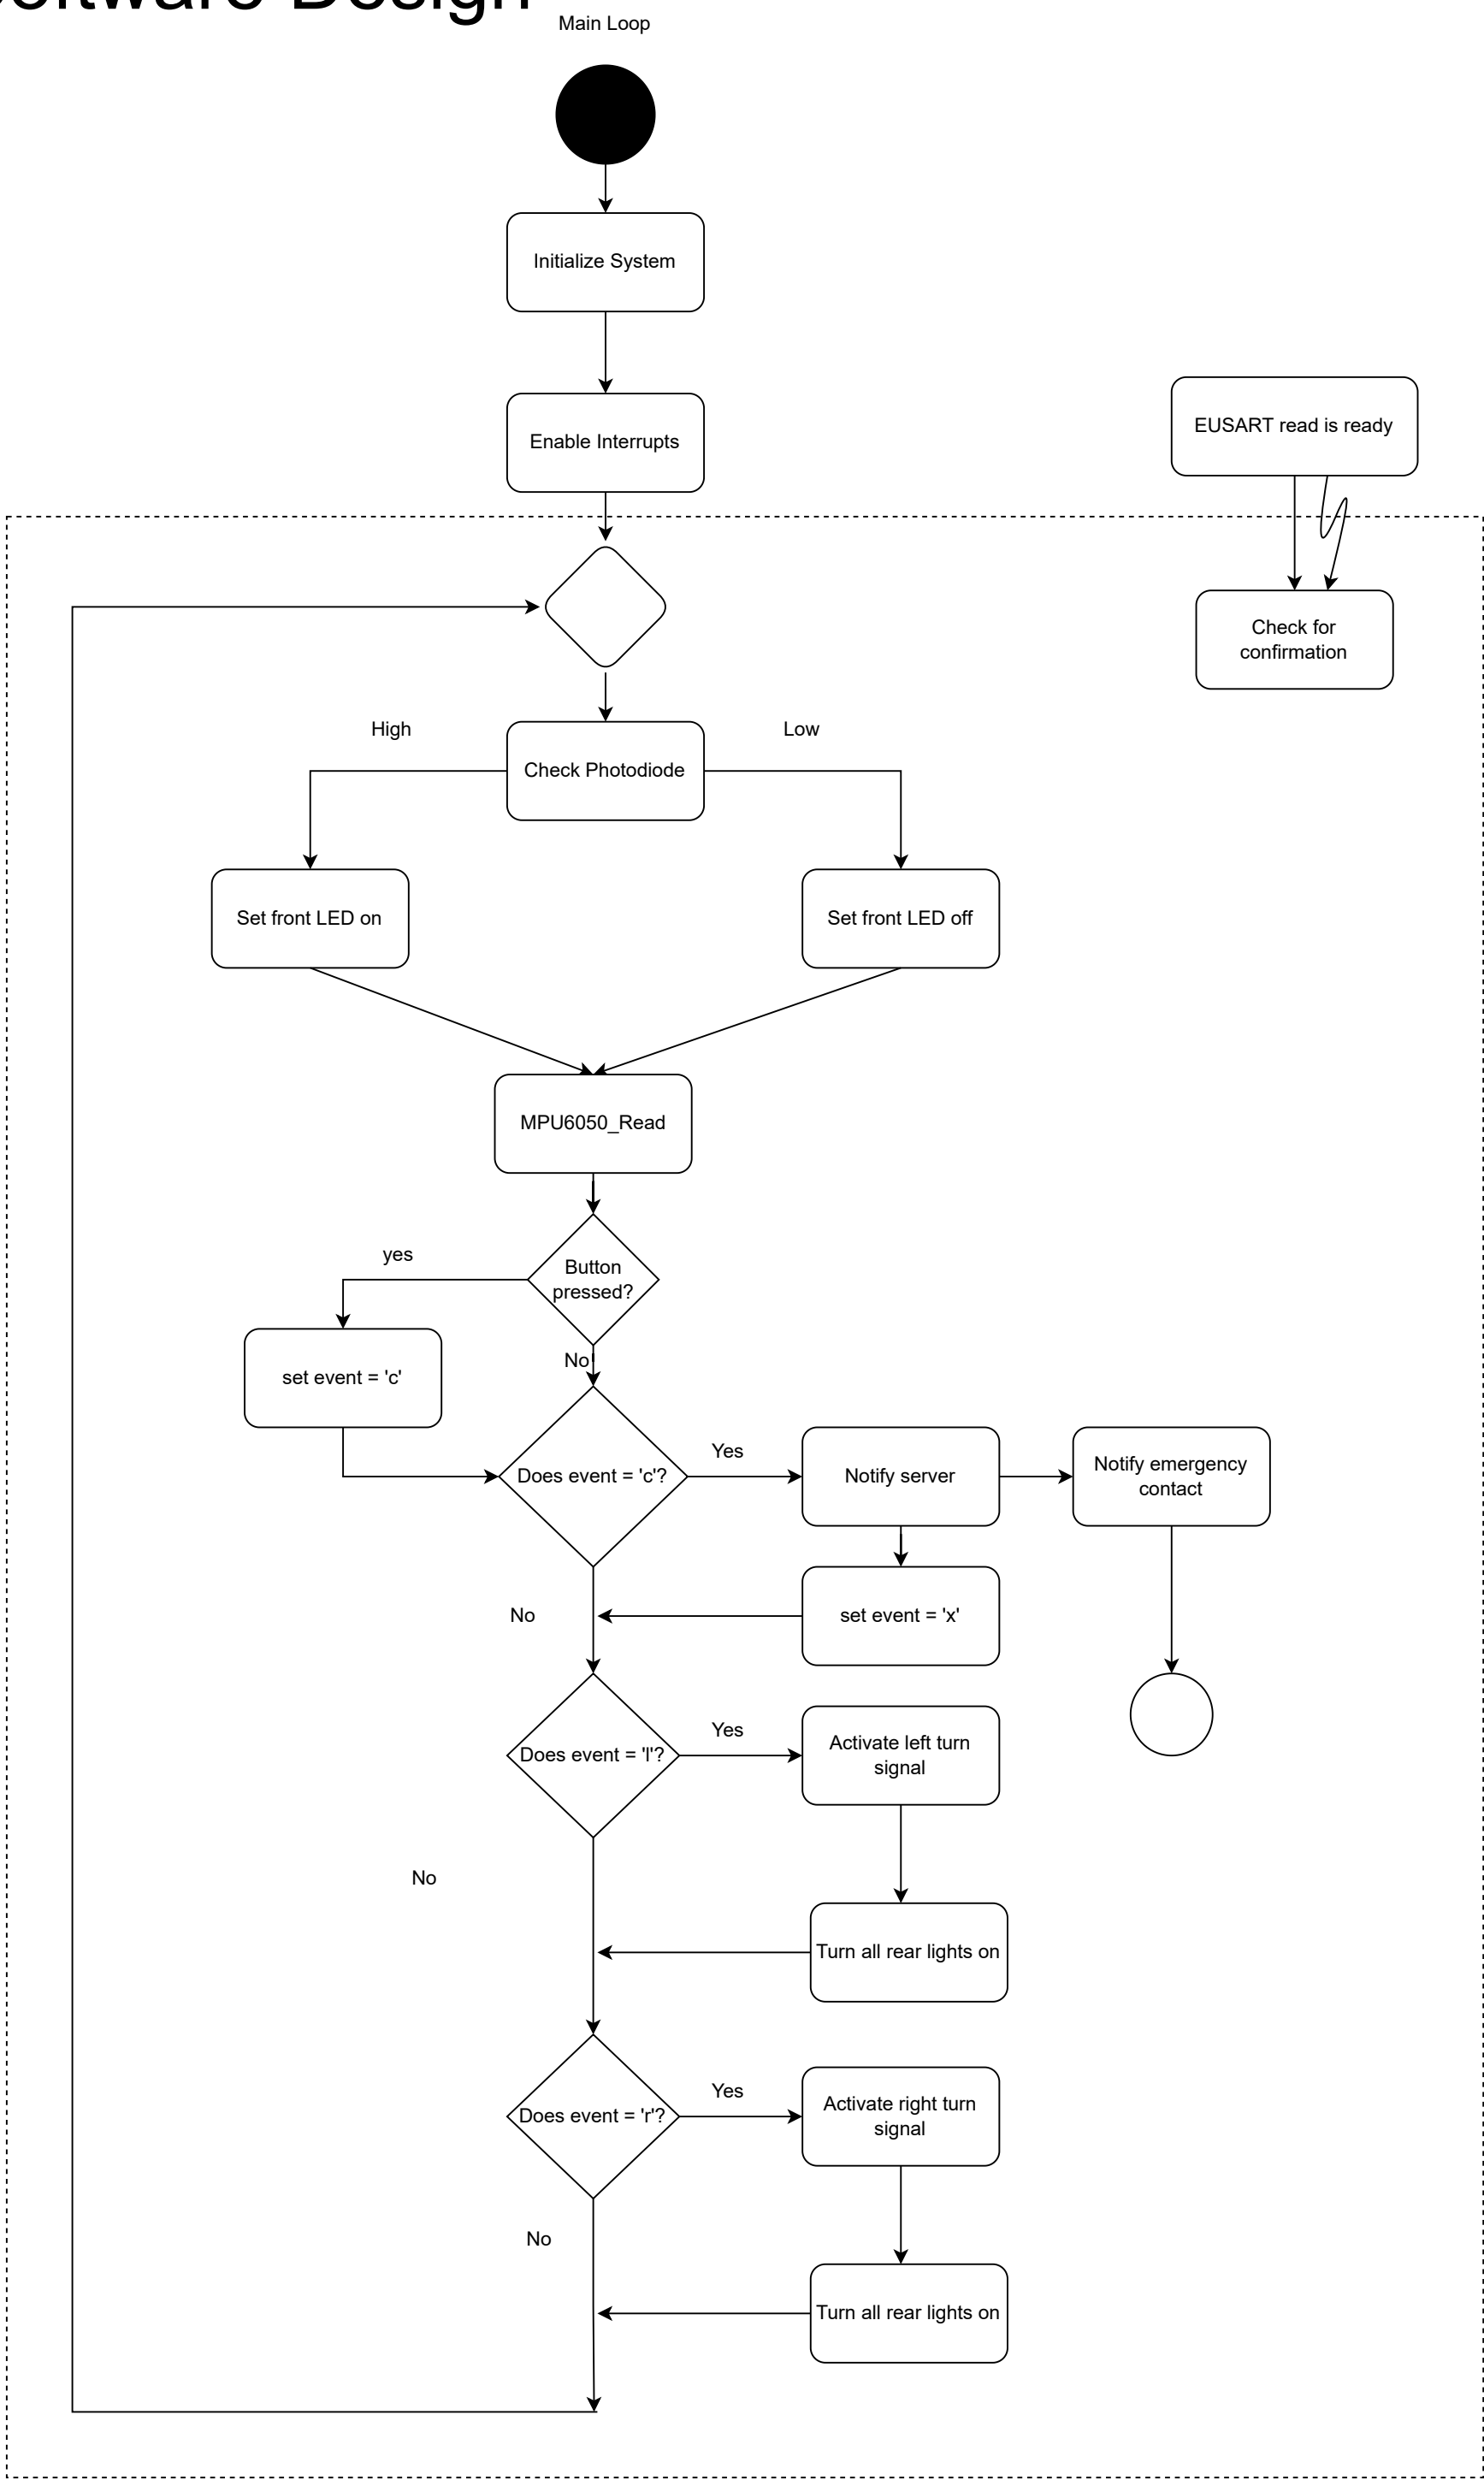 Software Design
Main Loop
Initialize System
Enable Interrupts
EUSART read is ready
Check for
confirmation
High
Low
Check Photodiode
Set front LED on
Set front LED off
MPU6050_Read
yes
Button
pressed?
No
set event = 'c'
Does event = 'c'?
Yes
Notify server
Notify emergency
contact
No
set event = 'x'
Does event = 'l'?
Yes
Activate left turn
signal
No
Turn all rear lights on
Does event = 'r'?
Yes
Activate right turn
signal
No
Turn all rear lights on